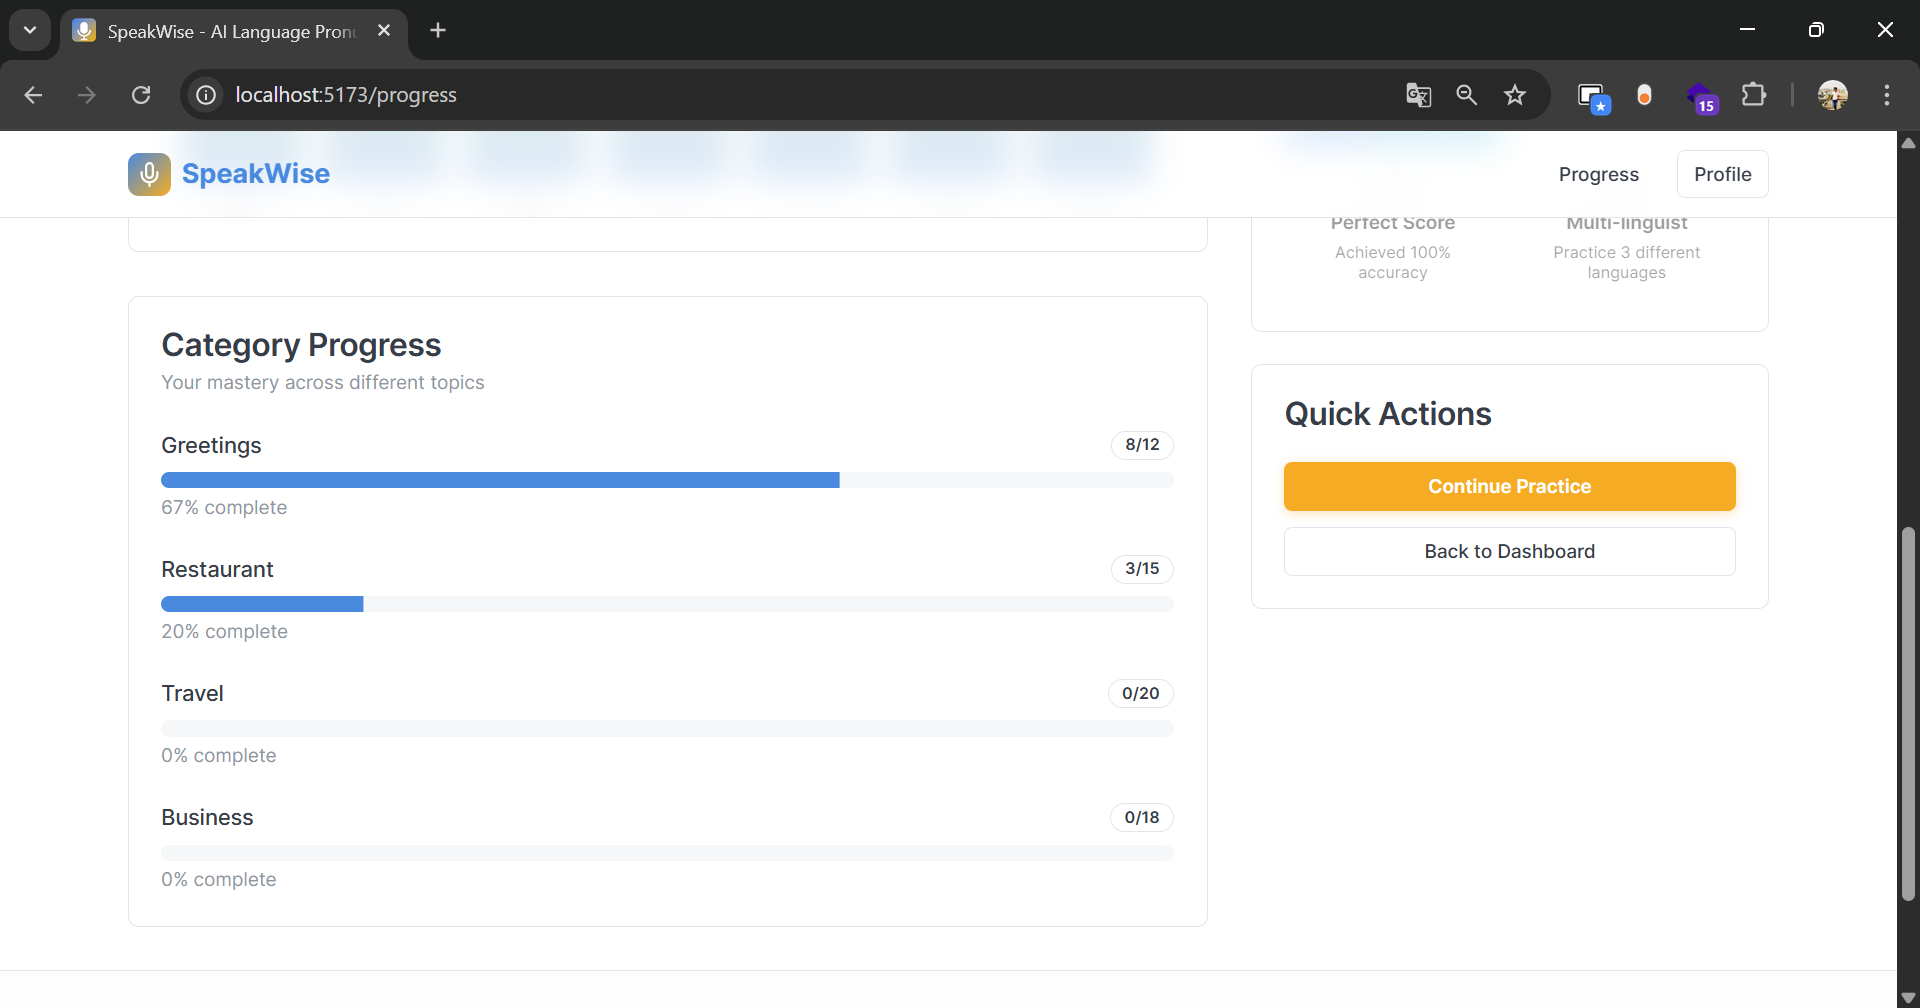 SpeakWise - AI Language Pron
localhost:5173/progress
15
SpeakWise
Progress
Profile
Perfect Score
Achieved 100%
accuracy
Multi-linguist
Practice 3 different
languages
Category Progress
Your mastery across different topics
Greetings
8/12
67% complete
Restaurant
3/15
20% complete
Travel
0/20
0% complete
Business
0/18
0% complete
Quick Actions
Continue Practice
Back to Dashboard